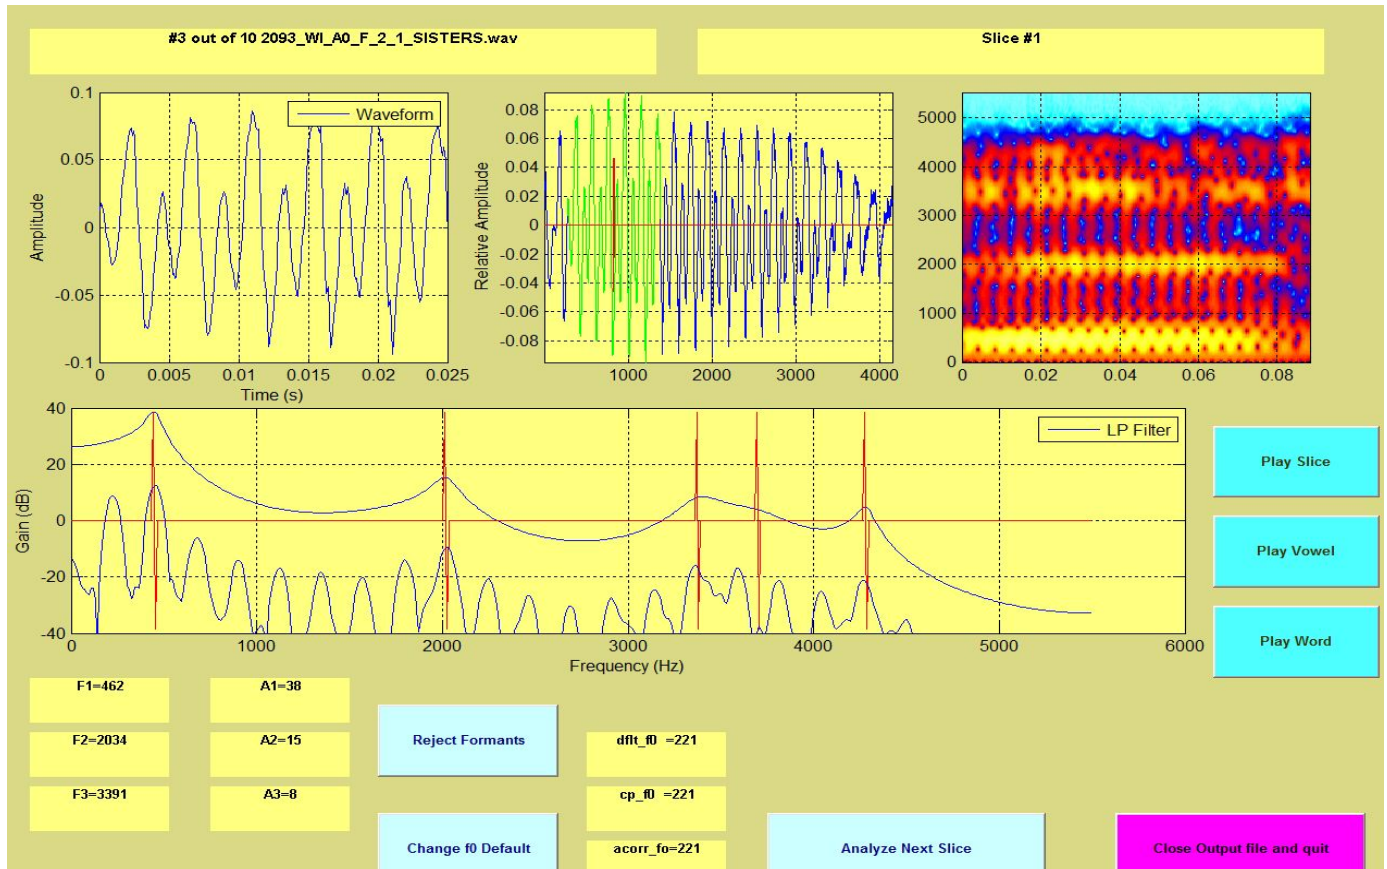 #3 out of 10 2093_WI_A0_F_2_1_SISTERS.wav
Slice #1
0.1
0.05
0
-0.05
-0.1
Amplitude
Waveform
0 0.005 0.01 0.015 0.02 0.025
Time (s)
0.08
0.06
0.04
0.02
0
-0.02
-0.04
-0.06
-0.08
Relative Amplitude
1000 2000 3000 4000
5000
4000
3000
2000
1000
0
0 0.02 0.04 0.06 0.08
40
20
0
-20
-40
Gain (dB)
LP Filter
0 1000 2000 3000 4000 5000 6000
Frequency (Hz)
Play Slice
Play Vowel
Play Word
F1=462
A1=38
F2=2034
A2=15
F3=3391
A3=8
Reject Formants
Change f0 Default
dflt_f0 =221
cp_f0 =221
acorr_fo=221
Analyze Next Slice
Close Output file and quit